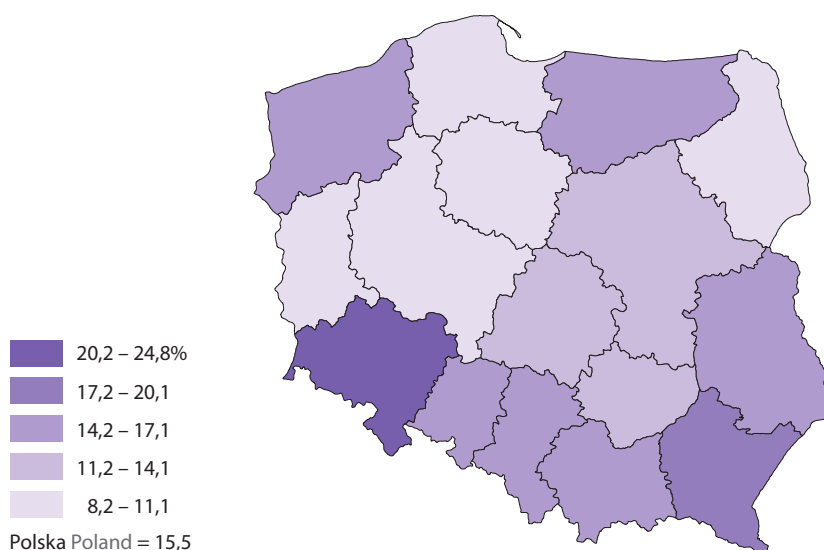 20,2 – 24,8%
17,2 – 20,1
14,2 – 17,1
11,2 – 14,1
8,2 – 11,1
Polska Poland = 15,5